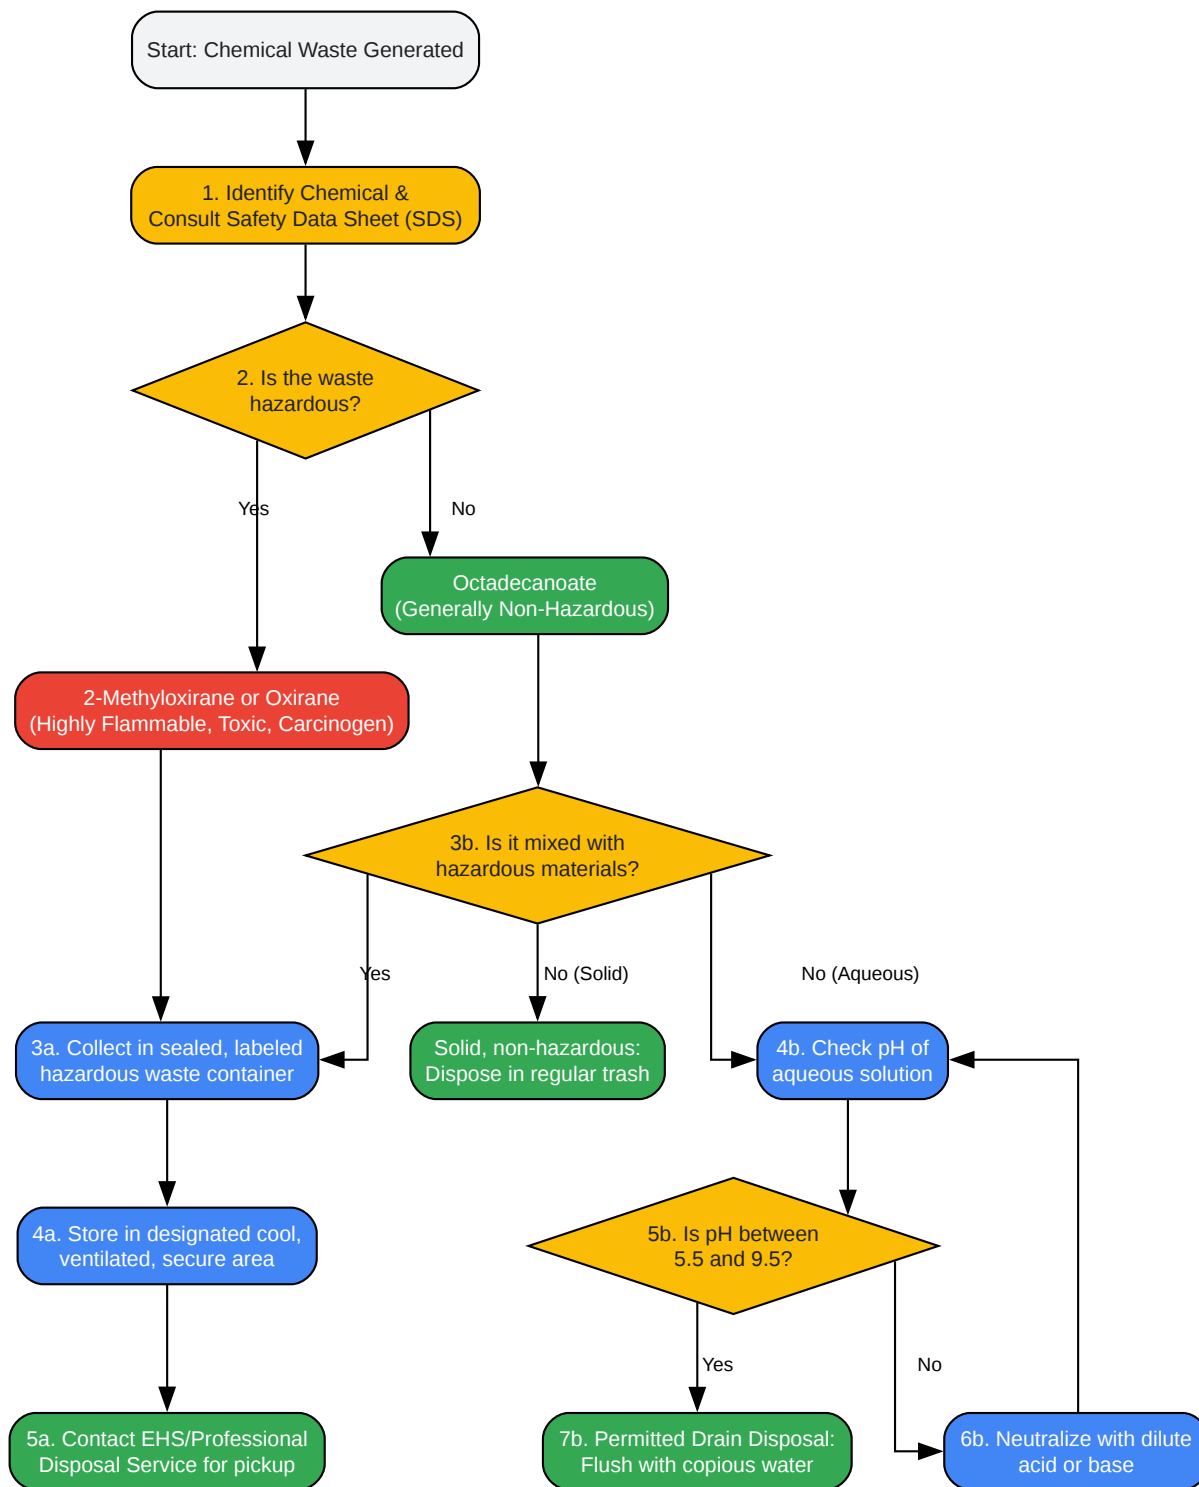 Start: Chemical Waste Generated
1. Identify Chemical &
Consult Safety Data Sheet (SDS)
2. Is the waste
hazardous?
Yes
No
Octadecanoate
(Generally Non-Hazardous)
2-Methyloxirane or Oxirane
(Highly Flammable, Toxic, Carcinogen)
3b. Is it mixed with
hazardous materials?
Yes
No (Solid)
No (Aqueous)
3a. Collect in sealed, labeled
hazardous waste container
Solid, non-hazardous:
Dispose in regular trash
4b. Check pH of
aqueous solution
4a. Store in designated cool,
ventilated, secure area
5b. Is pH between
5.5 and 9.5?
Yes
No
5a. Contact EHS/Professional
Disposal Service for pickup
7b. Permitted Drain Disposal:
Flush with copious water
6b. Neutralize with dilute
acid or base